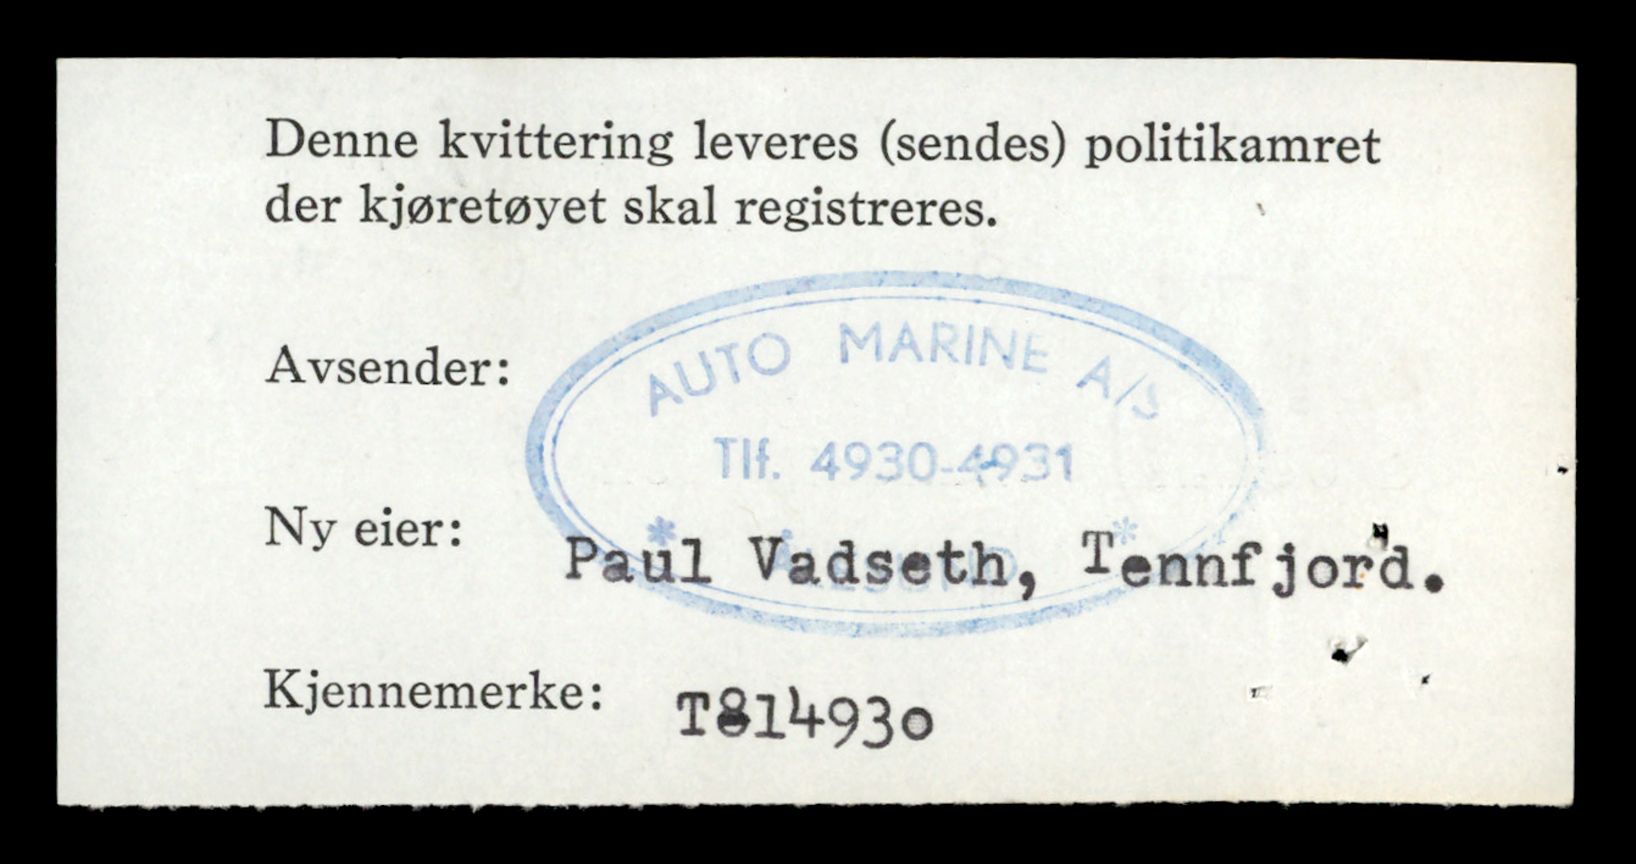 Denne kvittering leveres (sendes) politikamret
der kjøretøyet skal registreres.
Avsender:
AUTO MARINE A/S
Tlf. 4930-4931
Ny eier:
Paul Vadseth, Tennfjord.
Kjennemerke: